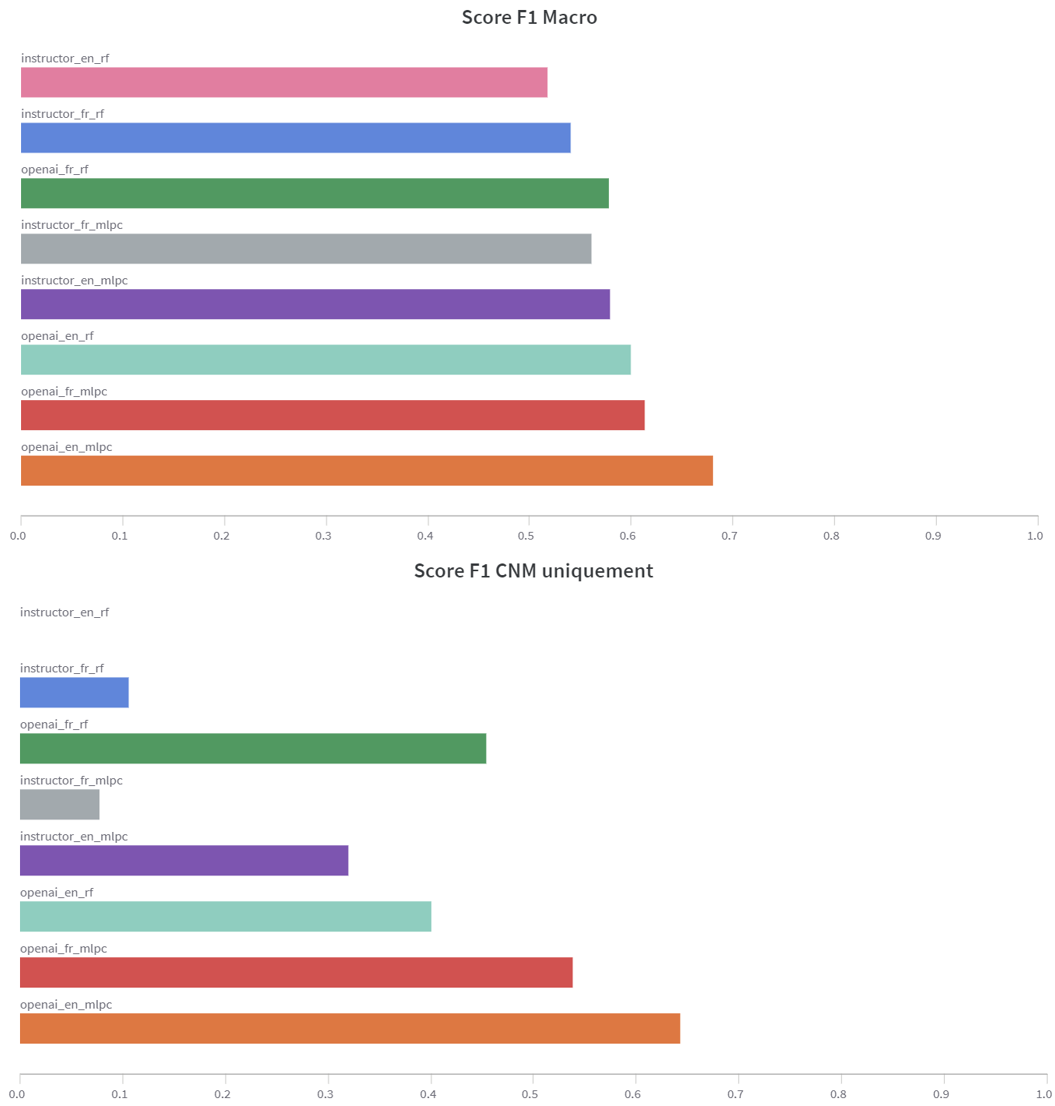 Score F1 Macro
instructor_en_rf
instructor_fr_rf
openai_fr_rf
instructor_fr_mlpc
instructor_en_mlpc
openai_en_rf
openai_fr_mlpc
openai_en_mlpc
0.0 0.1 0.2 0.3 0.4 0.5 0.6 0.7 0.8 0.9 1.0
Score F1 CNM uniquement
instructor_en_rf
instructor_fr_rf
openai_fr_rf
instructor_fr_mlpc
instructor_en_mlpc
openai_en_rf
openai_fr_mlpc
openai_en_mlpc
0.0 0.1 0.2 0.3 0.4 0.5 0.6 0.7 0.8 0.9 1.0